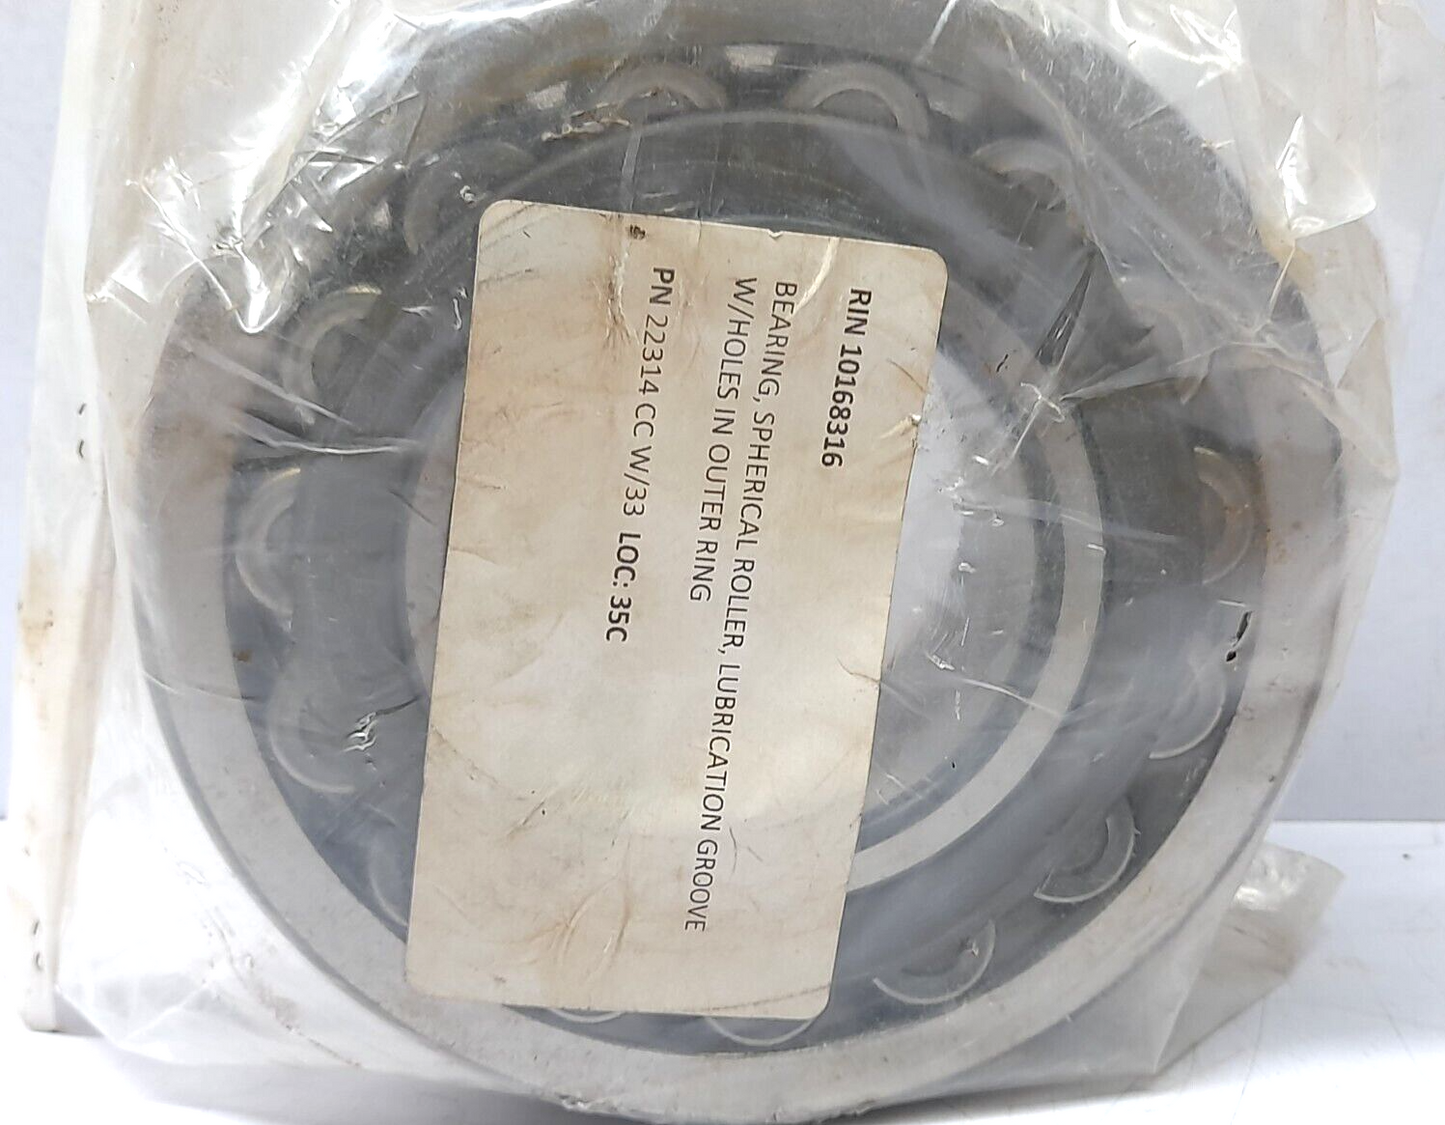 RIN 10168316
BEARING, SPHERICAL ROLLER, LUBRICATION GROOVE
W/HOLES IN OUTER RING
PN 22314 CC W/33 LOC: 35C